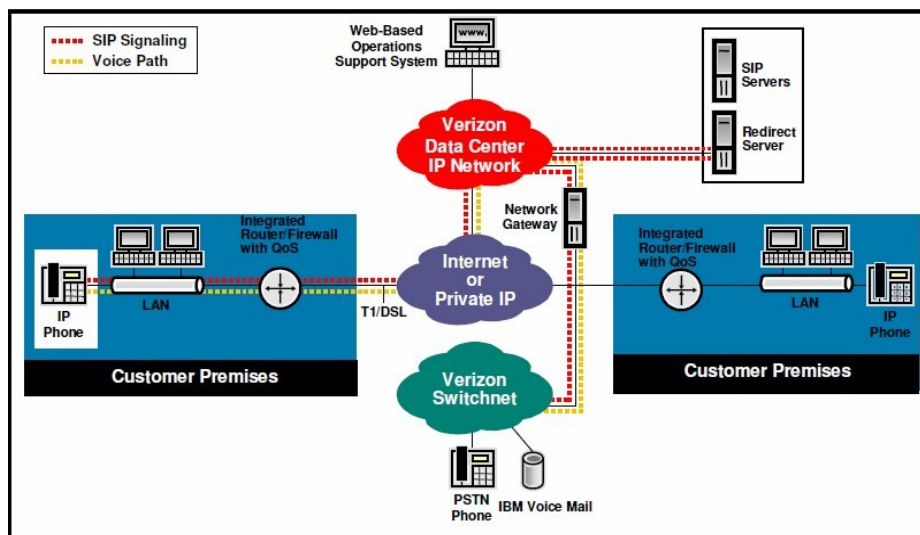 SIP Signaling
Voice Path
Web-Based
Operations
Support System
www.
SIP
Servers
Redirect
Server
Verizon
Data Center
IP Network
Network
Gateway
Integrated
Router/Firewall
with QoS
LAN
IP
Phone
T1/DSL
Internet
or
Private IP
Integrated
Router/Firewall
with QoS
LAN
IP
Phone
Customer Premises
Customer Premises
Verizon
Switchnet
PSTN
Phone
IBM Voice Mail